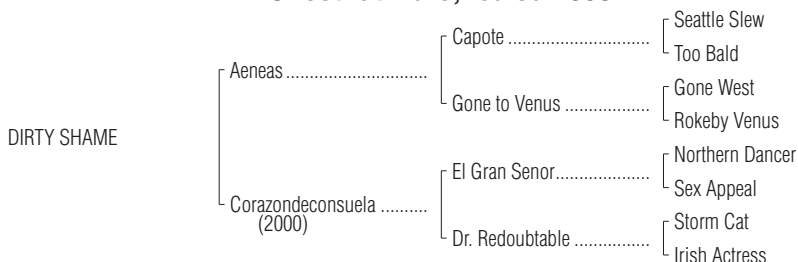 Seattle Slew
Capote ............................
Too Bald
Aeneas ............................
Gone West
Gone to Venus .................
Rokeby Venus
DIRTY SHAME
Northern Dancer
El Gran Senor...................
Sex Appeal
Corazondeconsuela ..........
(2000)
Storm Cat
Dr. Redoubtable ...............
Irish Actress